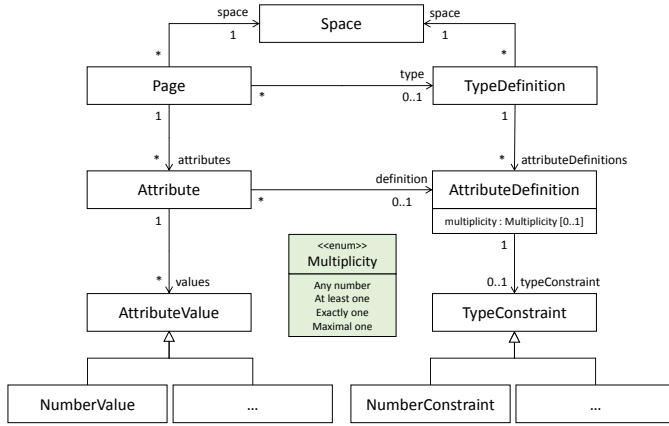 space
1
Space
space
1
*
*
Page
type
*
0..1
TypeDefinition
1
1
*
attributes
*
attributeDefinitions
Attribute
definition
*
0..1
AttributeDefinition
multiplicity : Multiplicity [0..1]
1
1
<<enum>>
Multiplicity
Any number
At least one
Exactly one
Maximal one
*
values
0..1
typeConstraint
AttributeValue
TypeConstraint
NumberValue
...
NumberConstraint
...